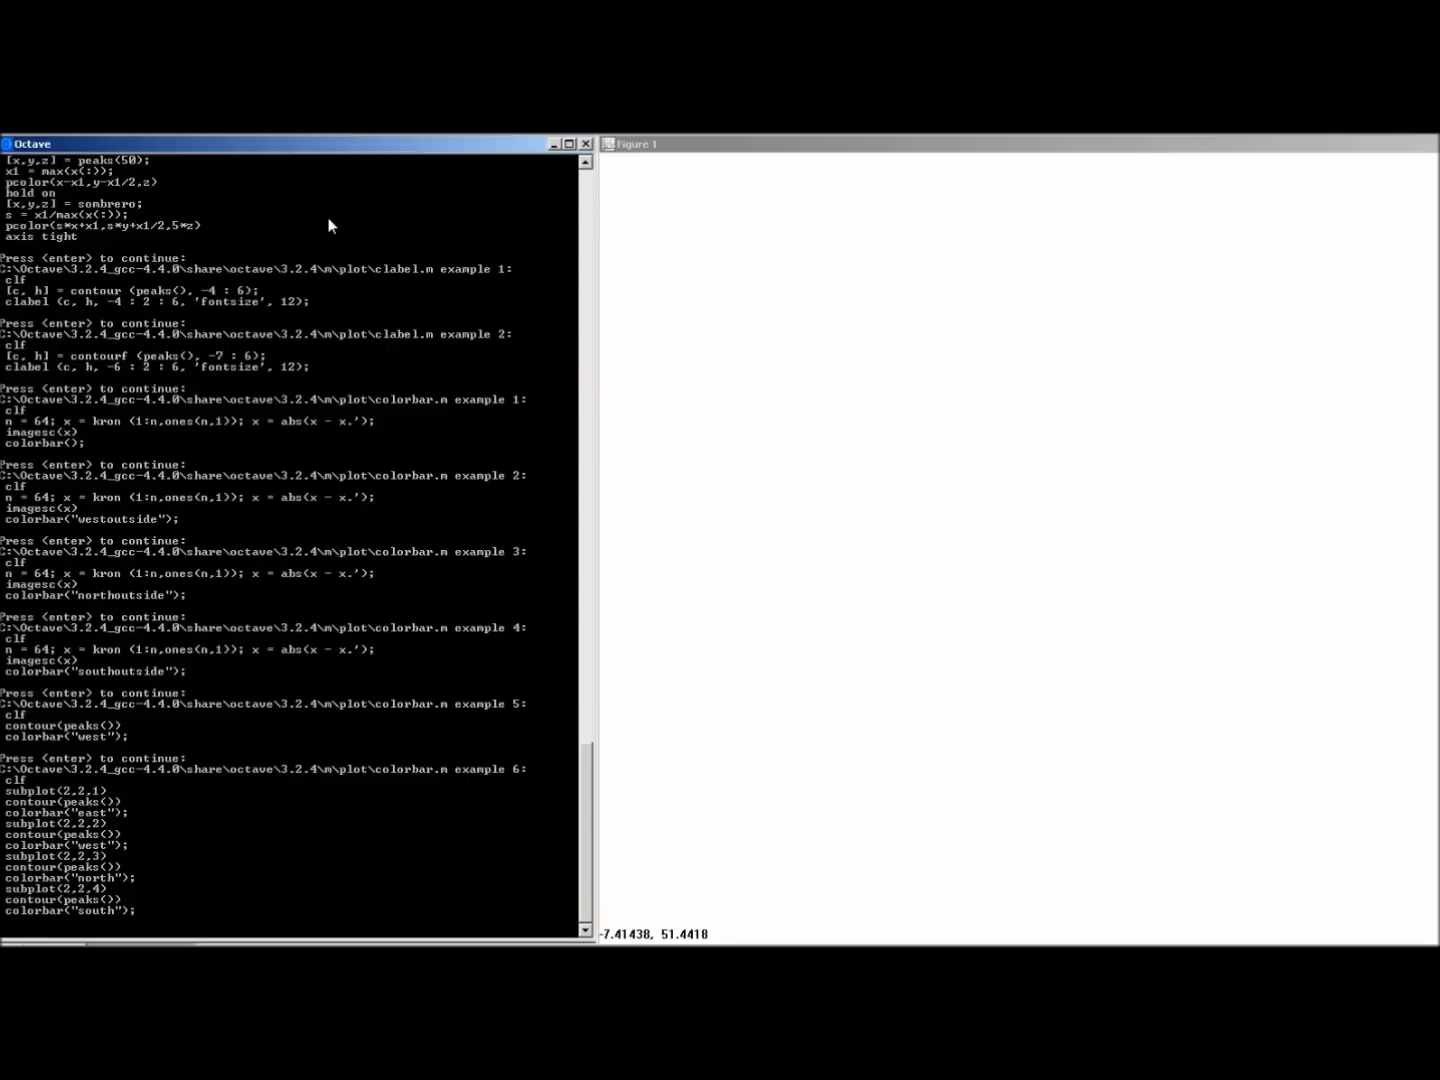 Octave
[x,y,z] = peaks(50);
x1 = max(x(:));
pcolor(x-x1,y-x1/2,z)
hold on
[x,y,z] = sombrero;
s = x1/max(x(:));
pcolor(s*x+x1,s*y+x1/2,5*z)
axis tight
Press <enter> to continue:
C:\Octave\3.2.4_gcc-4.4.0\share\octave\3.2.4\m\plot\clabel.m example 1:
clf
[c, h] = contour (peaks(), -4 : 6);
clabel (c, h, -4 : 2 : 6, 'fontsize', 12);
Press <enter> to continue:
C:\Octave\3.2.4_gcc-4.4.0\share\octave\3.2.4\m\plot\clabel.m example 2:
clf
[c, h] = contourf (peaks(), -7 : 6);
clabel (c, h, -6 : 2 : 6, 'fontsize', 12);
Press <enter> to continue:
C:\Octave\3.2.4_gcc-4.4.0\share\octave\3.2.4\m\plot\colorbar.m example 1:
clf
n = 64; x = kron (1:n,ones(n,1)); x = abs(x - x.');
imagesc(x)
colorbar();
Press <enter> to continue:
C:\Octave\3.2.4_gcc-4.4.0\share\octave\3.2.4\m\plot\colorbar.m example 2:
clf
n = 64; x = kron (1:n,ones(n,1)); x = abs(x - x.');
imagesc(x)
colorbar("westoutside");
Press <enter> to continue:
C:\Octave\3.2.4_gcc-4.4.0\share\octave\3.2.4\m\plot\colorbar.m example 3:
clf
n = 64; x = kron (1:n,ones(n,1)); x = abs(x - x.');
imagesc(x)
colorbar("northoutside");
Press <enter> to continue:
C:\Octave\3.2.4_gcc-4.4.0\share\octave\3.2.4\m\plot\colorbar.m example 4:
clf
n = 64; x = kron (1:n,ones(n,1)); x = abs(x - x.');
imagesc(x)
colorbar("southoutside");
Press <enter> to continue:
C:\Octave\3.2.4_gcc-4.4.0\share\octave\3.2.4\m\plot\colorbar.m example 5:
clf
contour(peaks())
colorbar("west");
Press <enter> to continue:
C:\Octave\3.2.4_gcc-4.4.0\share\octave\3.2.4\m\plot\colorbar.m example 6:
clf
subplot(2,2,1)
contour(peaks())
colorbar("east");
subplot(2,2,2)
contour(peaks())
colorbar("west");
subplot(2,2,3)
contour(peaks())
colorbar("north");
subplot(2,2,4)
contour(peaks())
colorbar("south");
Figure 1
-7.41438, 51.4418